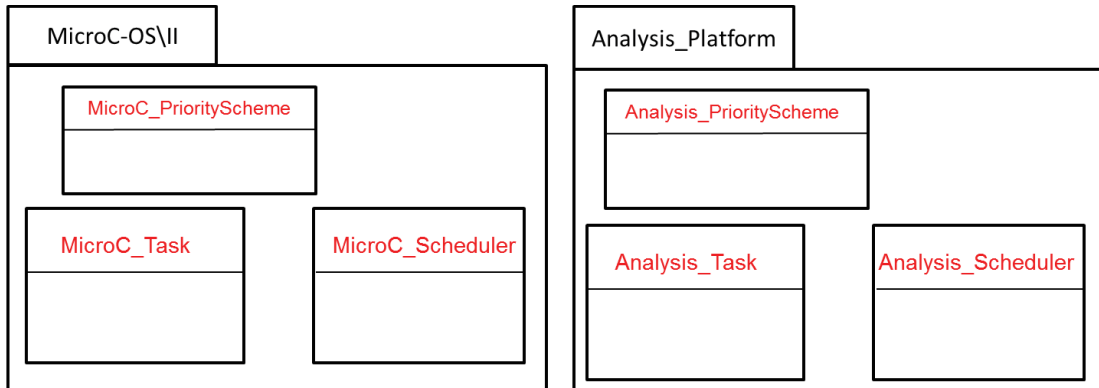 MicroC-OS\II
MicroC_PriorityScheme
MicroC_Task
MicroC_Scheduler
Analysis_Platform
Analysis_PriorityScheme
Analysis_Task
Analysis_Scheduler